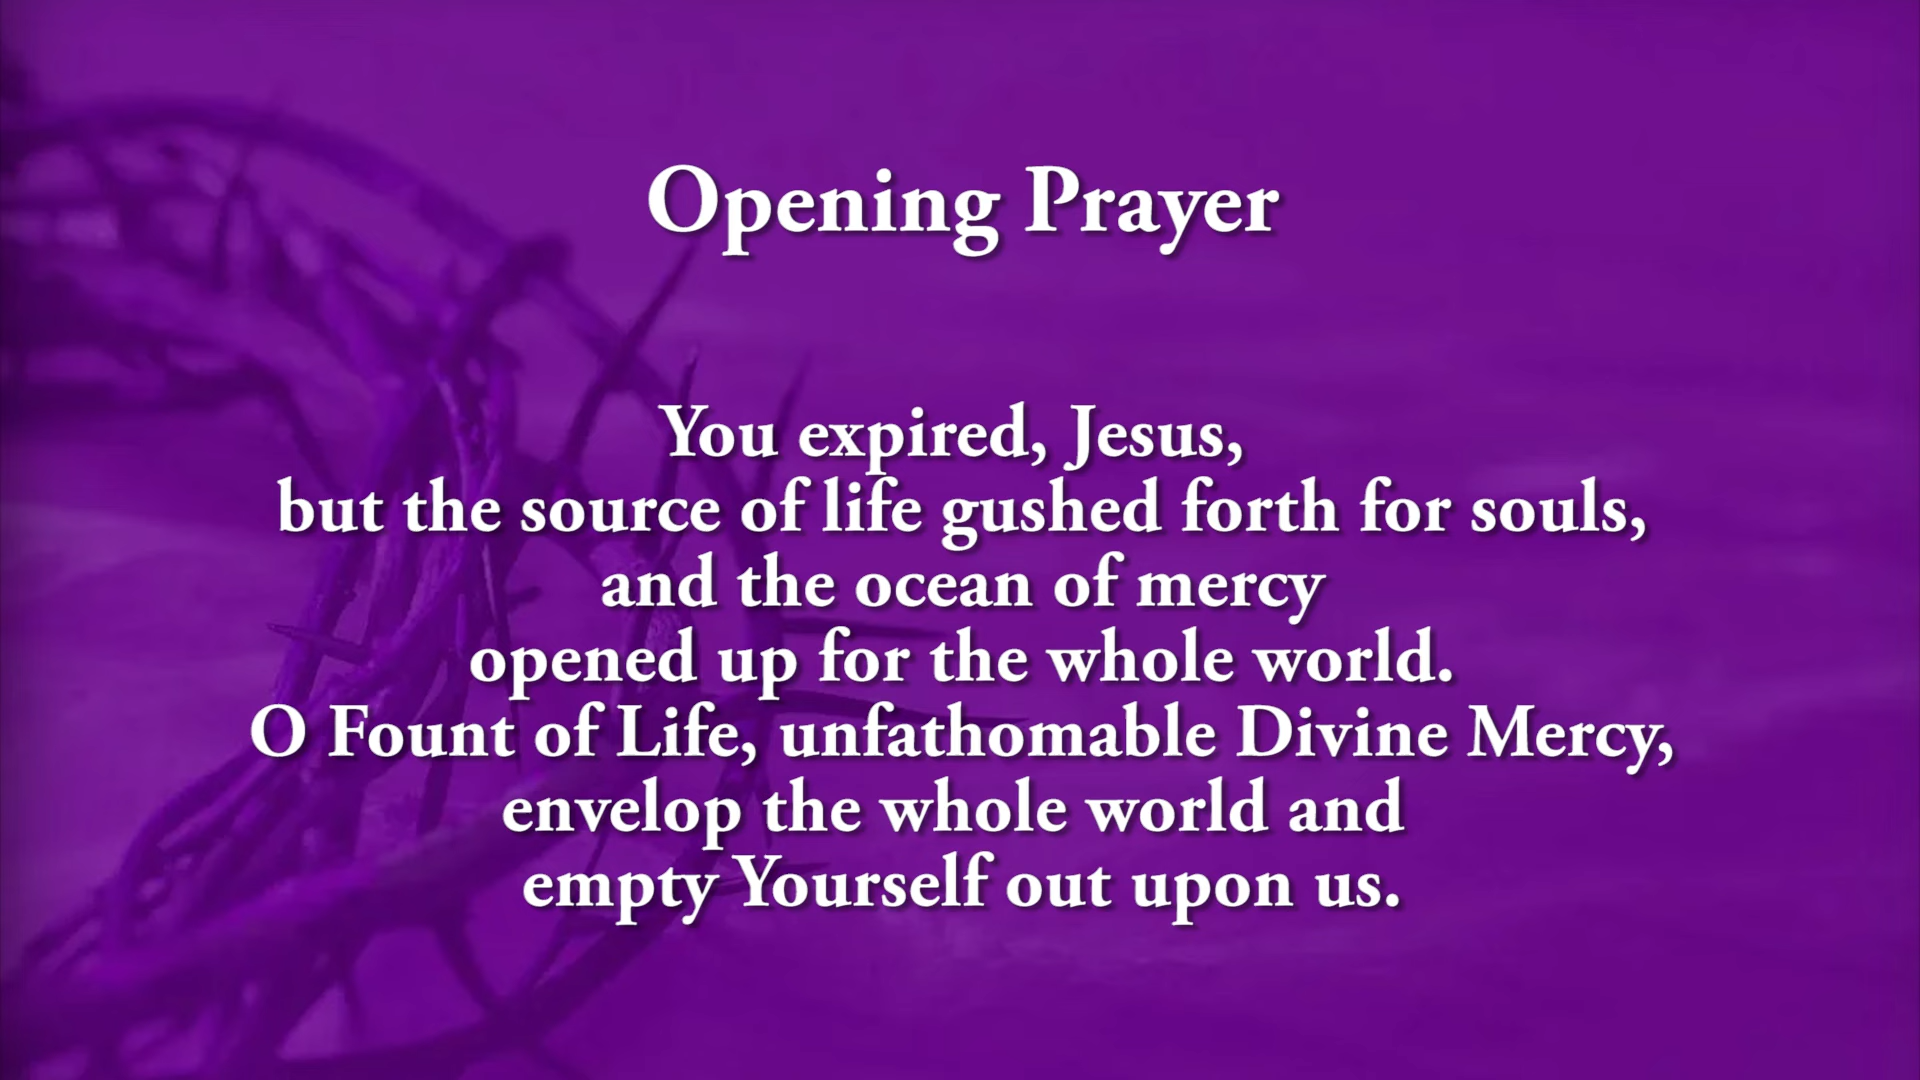 Opening Prayer
You expired, Jesus,
but the source of life gushed forth for souls,
and the ocean of mercy
opened up for the whole world.
O Fount of Life, unfathomable Divine Mercy,
envelop the whole world and
empty Yourself out upon us.